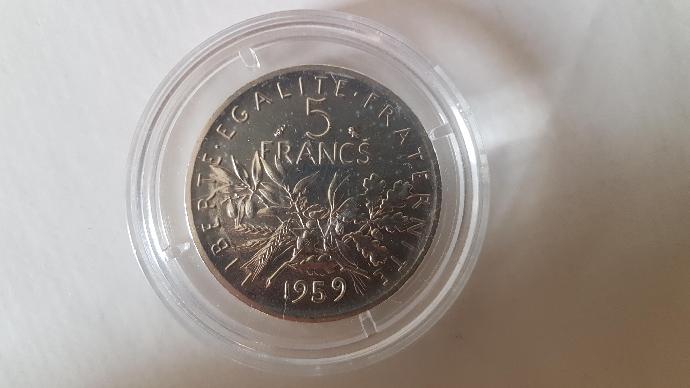 LIBERTE · EGALITE · FRATERNITE
5
FRANCS
1959